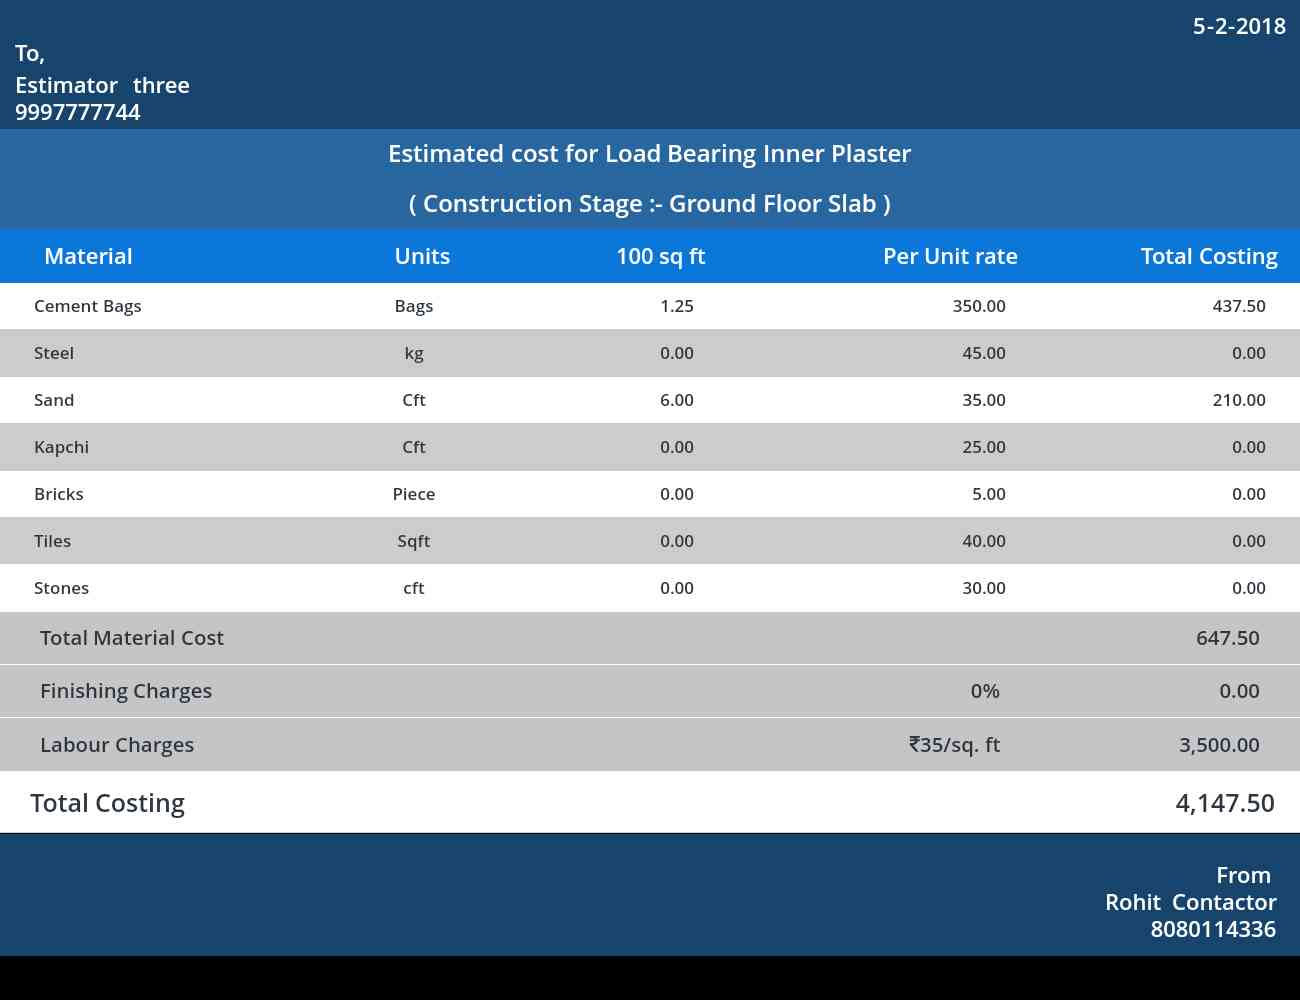 5-2-2018
To,
Estimator three
9997777744
Estimated cost for Load Bearing Inner Plaster
( Construction Stage :- Ground Floor Slab )
Material Units 100 sq ft Per Unit rate Total Costing
Cement Bags Bags 1.25 350.00 437.50
Steel kg 0.00 45.00 0.00
Sand Cft 6.00 35.00 210.00
Kapchi Cft 0.00 25.00 0.00
Bricks Piece 0.00 5.00 0.00
Tiles Sqft 0.00 40.00 0.00
Stones cft 0.00 30.00 0.00
Total Material Cost 647.50
Finishing Charges 0% 0.00
Labour Charges ₹35/sq. ft 3,500.00
Total Costing 4,147.50
From
Rohit Contactor
8080114336